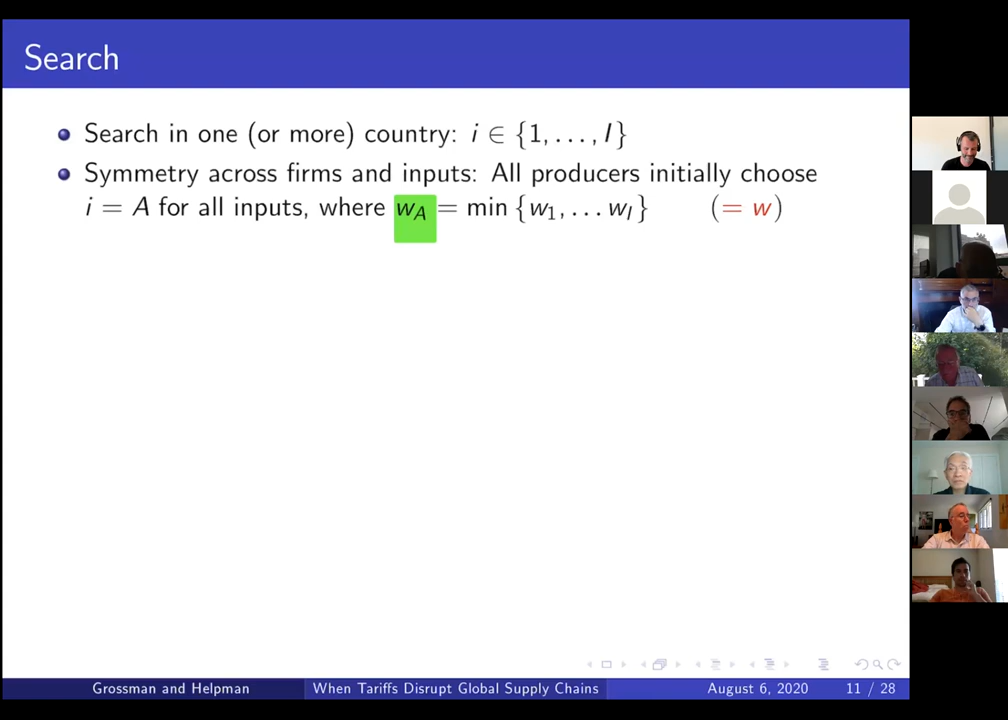 Search
Search in one (or more) country: i ∈ {1, . . . , I}
Symmetry across firms and inputs: All producers initially choose
i = A for all inputs, where w_A = min {w_1, . . . w_I} (= w)
Grossman and Helpman When Tariffs Disrupt Global Supply Chains August 6, 2020 11 / 28